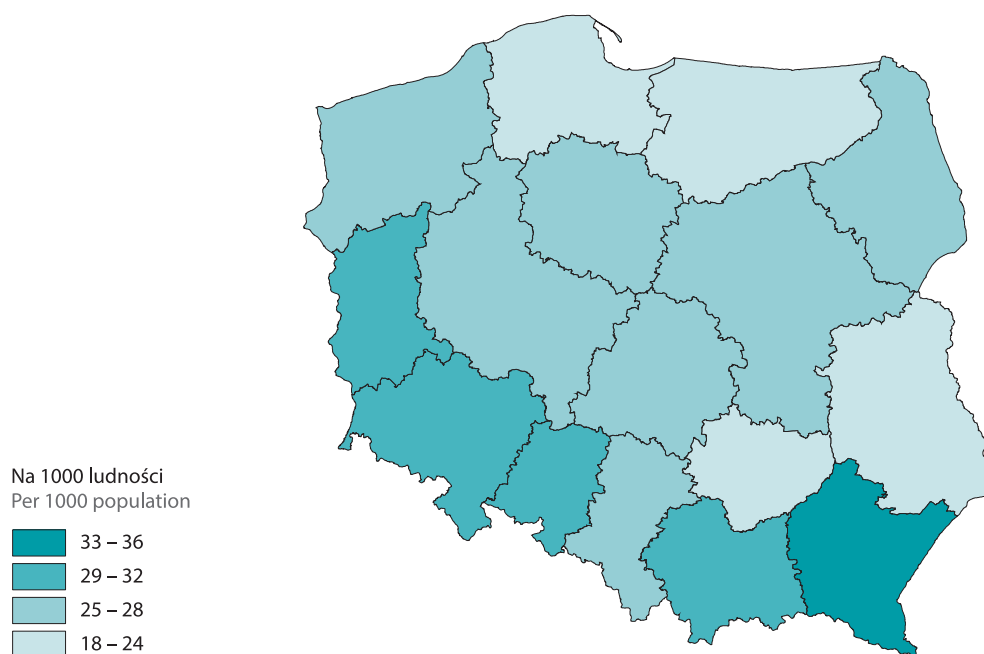 Na 1000 ludności
Per 1000 population
33 – 36
29 – 32
25 – 28
18 – 24